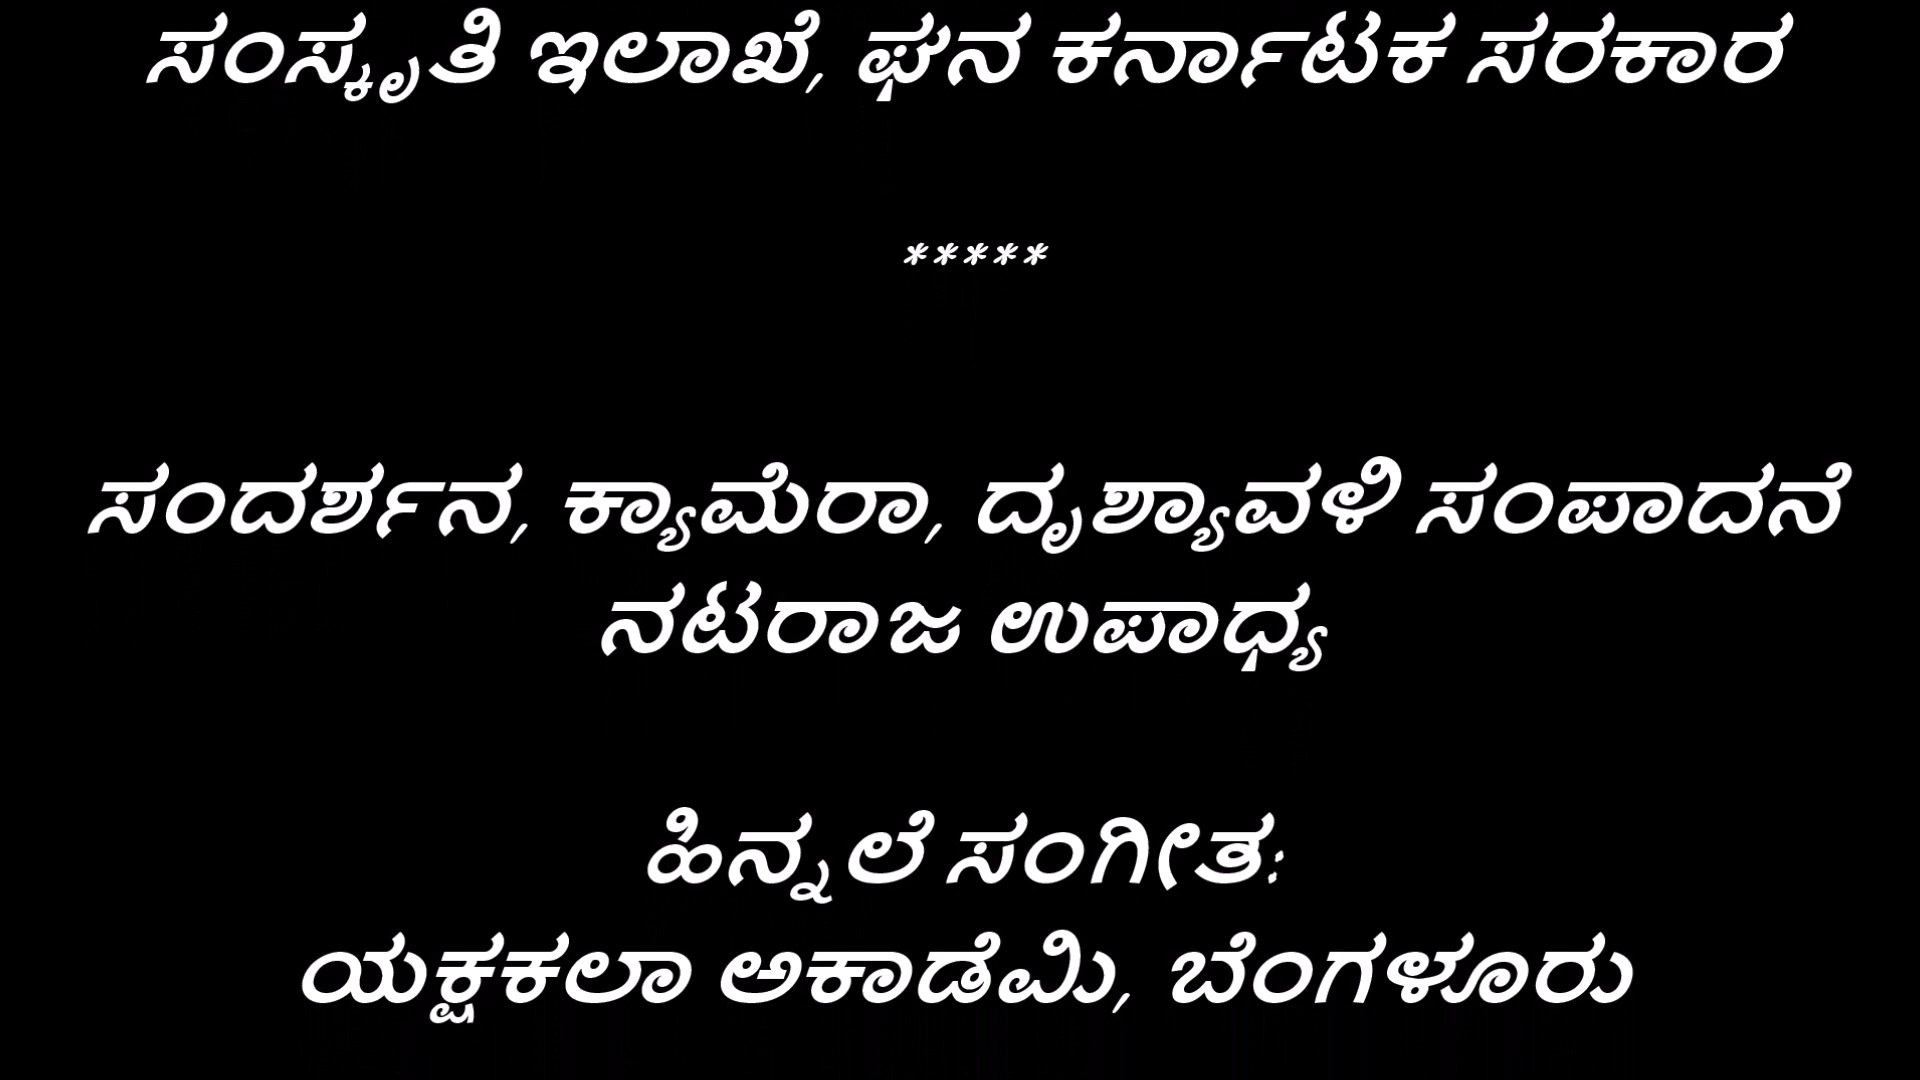 ಸಂಸ್ಕೃತಿ ಇಲಾಖೆ, ಘನ ಕರ್ನಾಟಕ ಸರಕಾರ
*****
ಸಂದರ್ಶನ, ಕ್ಯಾಮೆರಾ, ದೃಶ್ಯಾವಳಿ ಸಂಪಾದನೆ
ನಟರಾಜ ಉಪಾಧ್ಯ
ಹಿನ್ನಲೆ ಸಂಗೀತ:
ಯಕ್ಷಕಲಾ ಅಕಾಡೆಮಿ, ಬೆಂಗಳೂರು